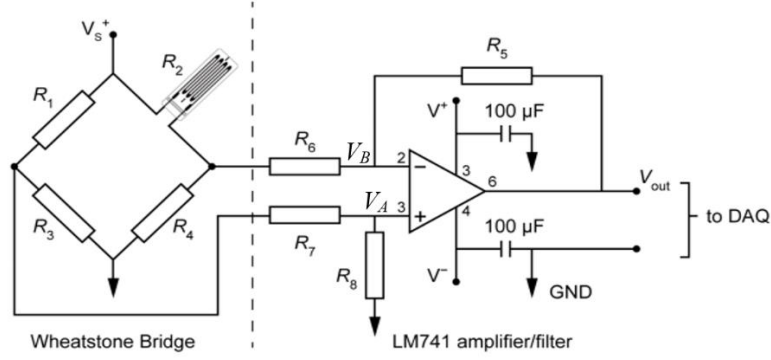 Vs+
R2
R1
R3
R4
R5
V+
100 µF
R6
VB
2
−
3
6
Vout
VA
3
+
4
R7
R8
100 µF
V−
GND
to DAQ
Wheatstone Bridge
LM741 amplifier/filter